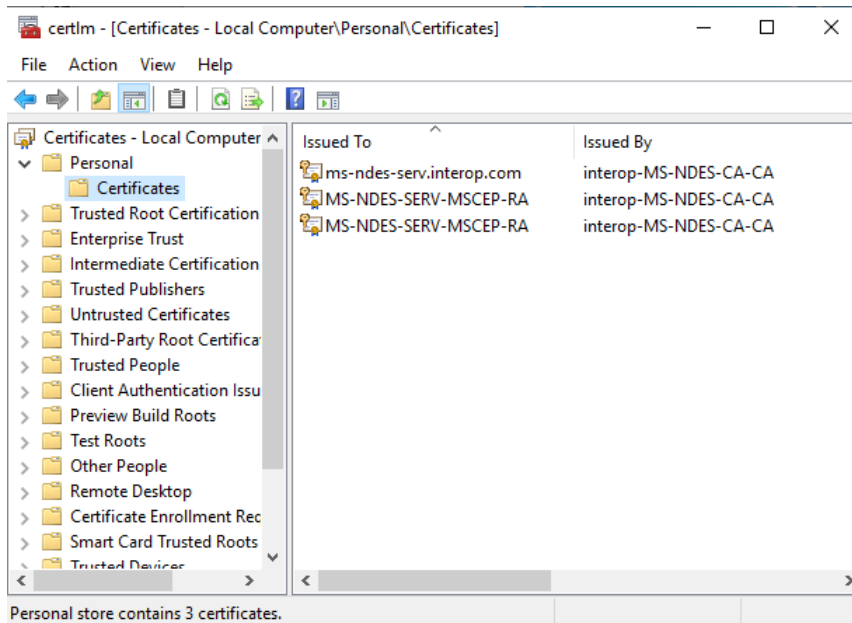 certlm - [Certificates - Local Computer\Personal\Certificates]
File Action View Help
Certificates - Local Computer
Personal
Certificates
Trusted Root Certification
Enterprise Trust
Intermediate Certification
Trusted Publishers
Untrusted Certificates
Third-Party Root Certifica
Trusted People
Client Authentication Issu
Preview Build Roots
Test Roots
Other People
Remote Desktop
Certificate Enrollment Req
Smart Card Trusted Roots
Trusted Devices
Issued To Issued By
ms-ndes-serv.interop.com interop-MS-NDES-CA-CA
MS-NDES-SERV-MSCEP-RA interop-MS-NDES-CA-CA
MS-NDES-SERV-MSCEP-RA interop-MS-NDES-CA-CA
Personal store contains 3 certificates.